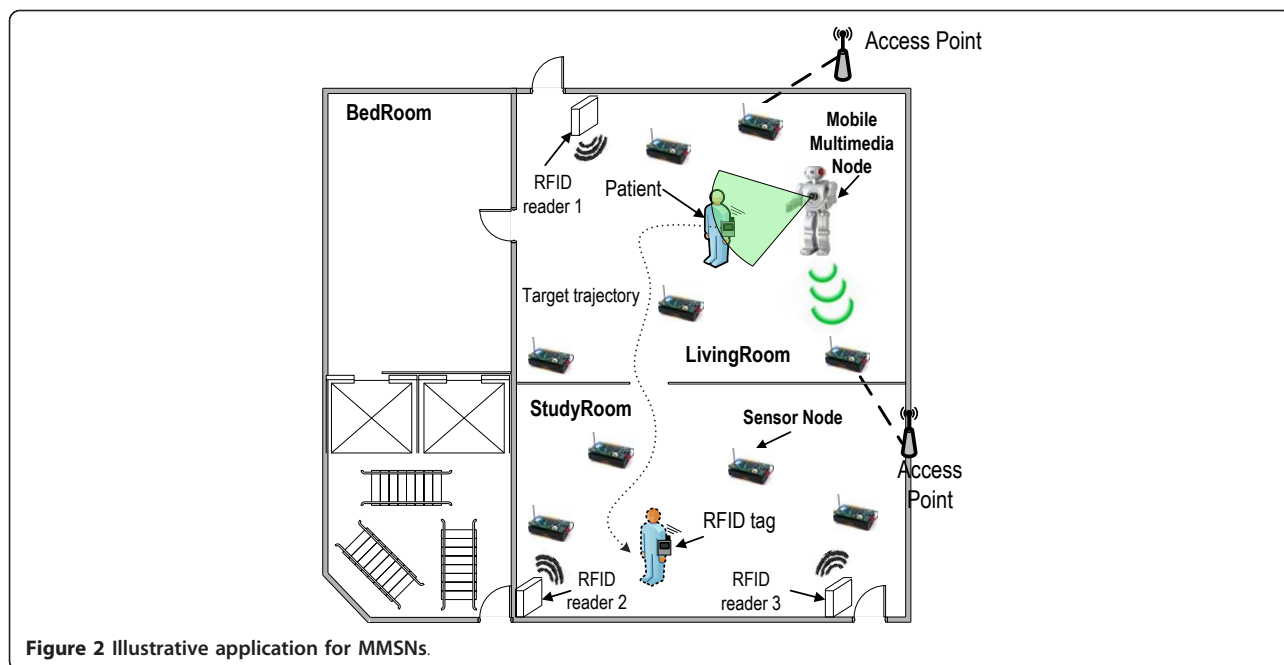 Access Point
BedRoom
Mobile
Multimedia
Node
RFID
reader 1
Patient
Target trajectory
LivingRoom
StudyRoom
Sensor Node
Access
Point
RFID tag
RFID
reader 2
RFID
reader 3
Figure 2 Illustrative application for MMSNs.